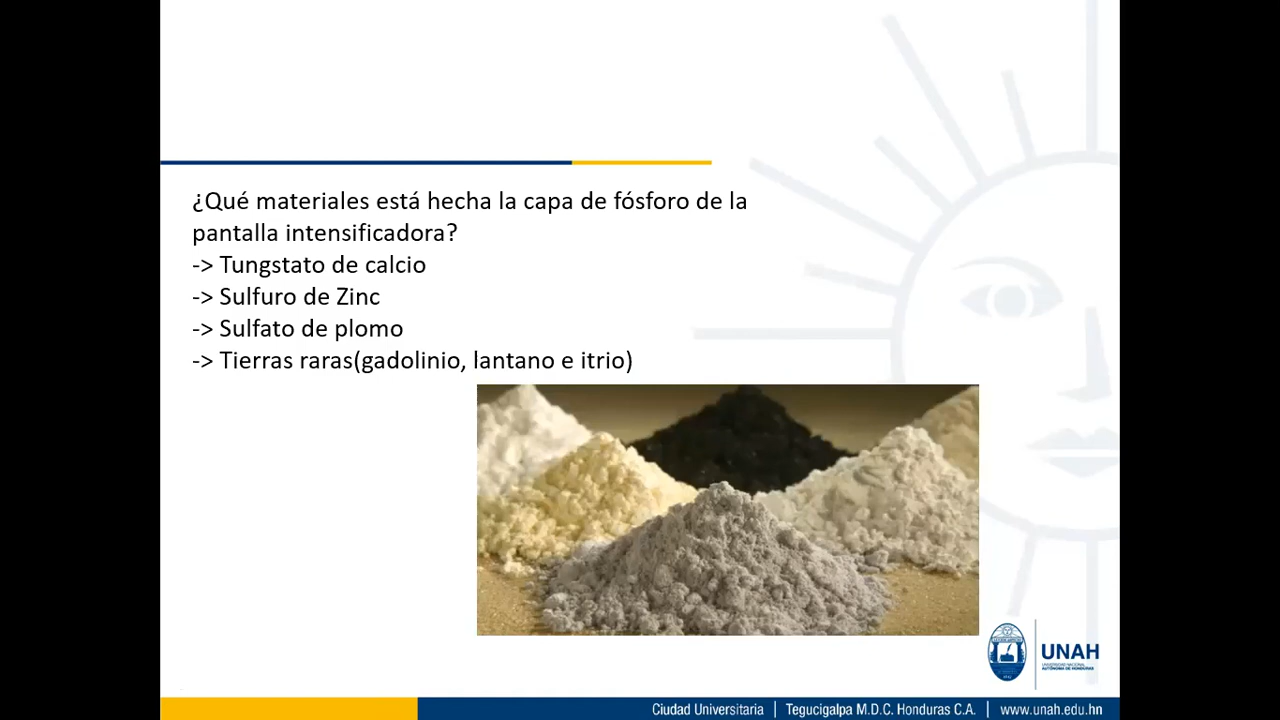 ¿Qué materiales está hecha la capa de fósforo de la
pantalla intensificadora?
-> Tungstato de calcio
-> Sulfuro de Zinc
-> Sulfato de plomo
-> Tierras raras(gadolinio, lantano e itrio)
UNAH
UNIVERSIDAD NACIONAL
AUTÓNOMA DE HONDURAS
Ciudad Universitaria | Tegucigalpa M.D.C. Honduras C.A. | www.unah.edu.hn